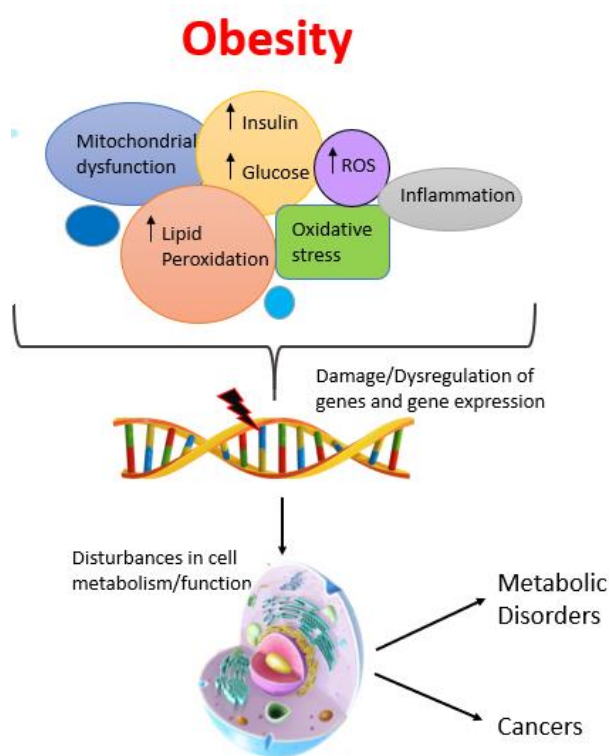 Obesity
Mitochondrial
dysfunction
↑ Insulin
↑ Glucose
↑ ROS
Inflammation
↑ Lipid
Peroxidation
Oxidative
stress
Damage/Dysregulation of
genes and gene expression
Disturbances in cell
metabolism/function
Metabolic
Disorders
Cancers